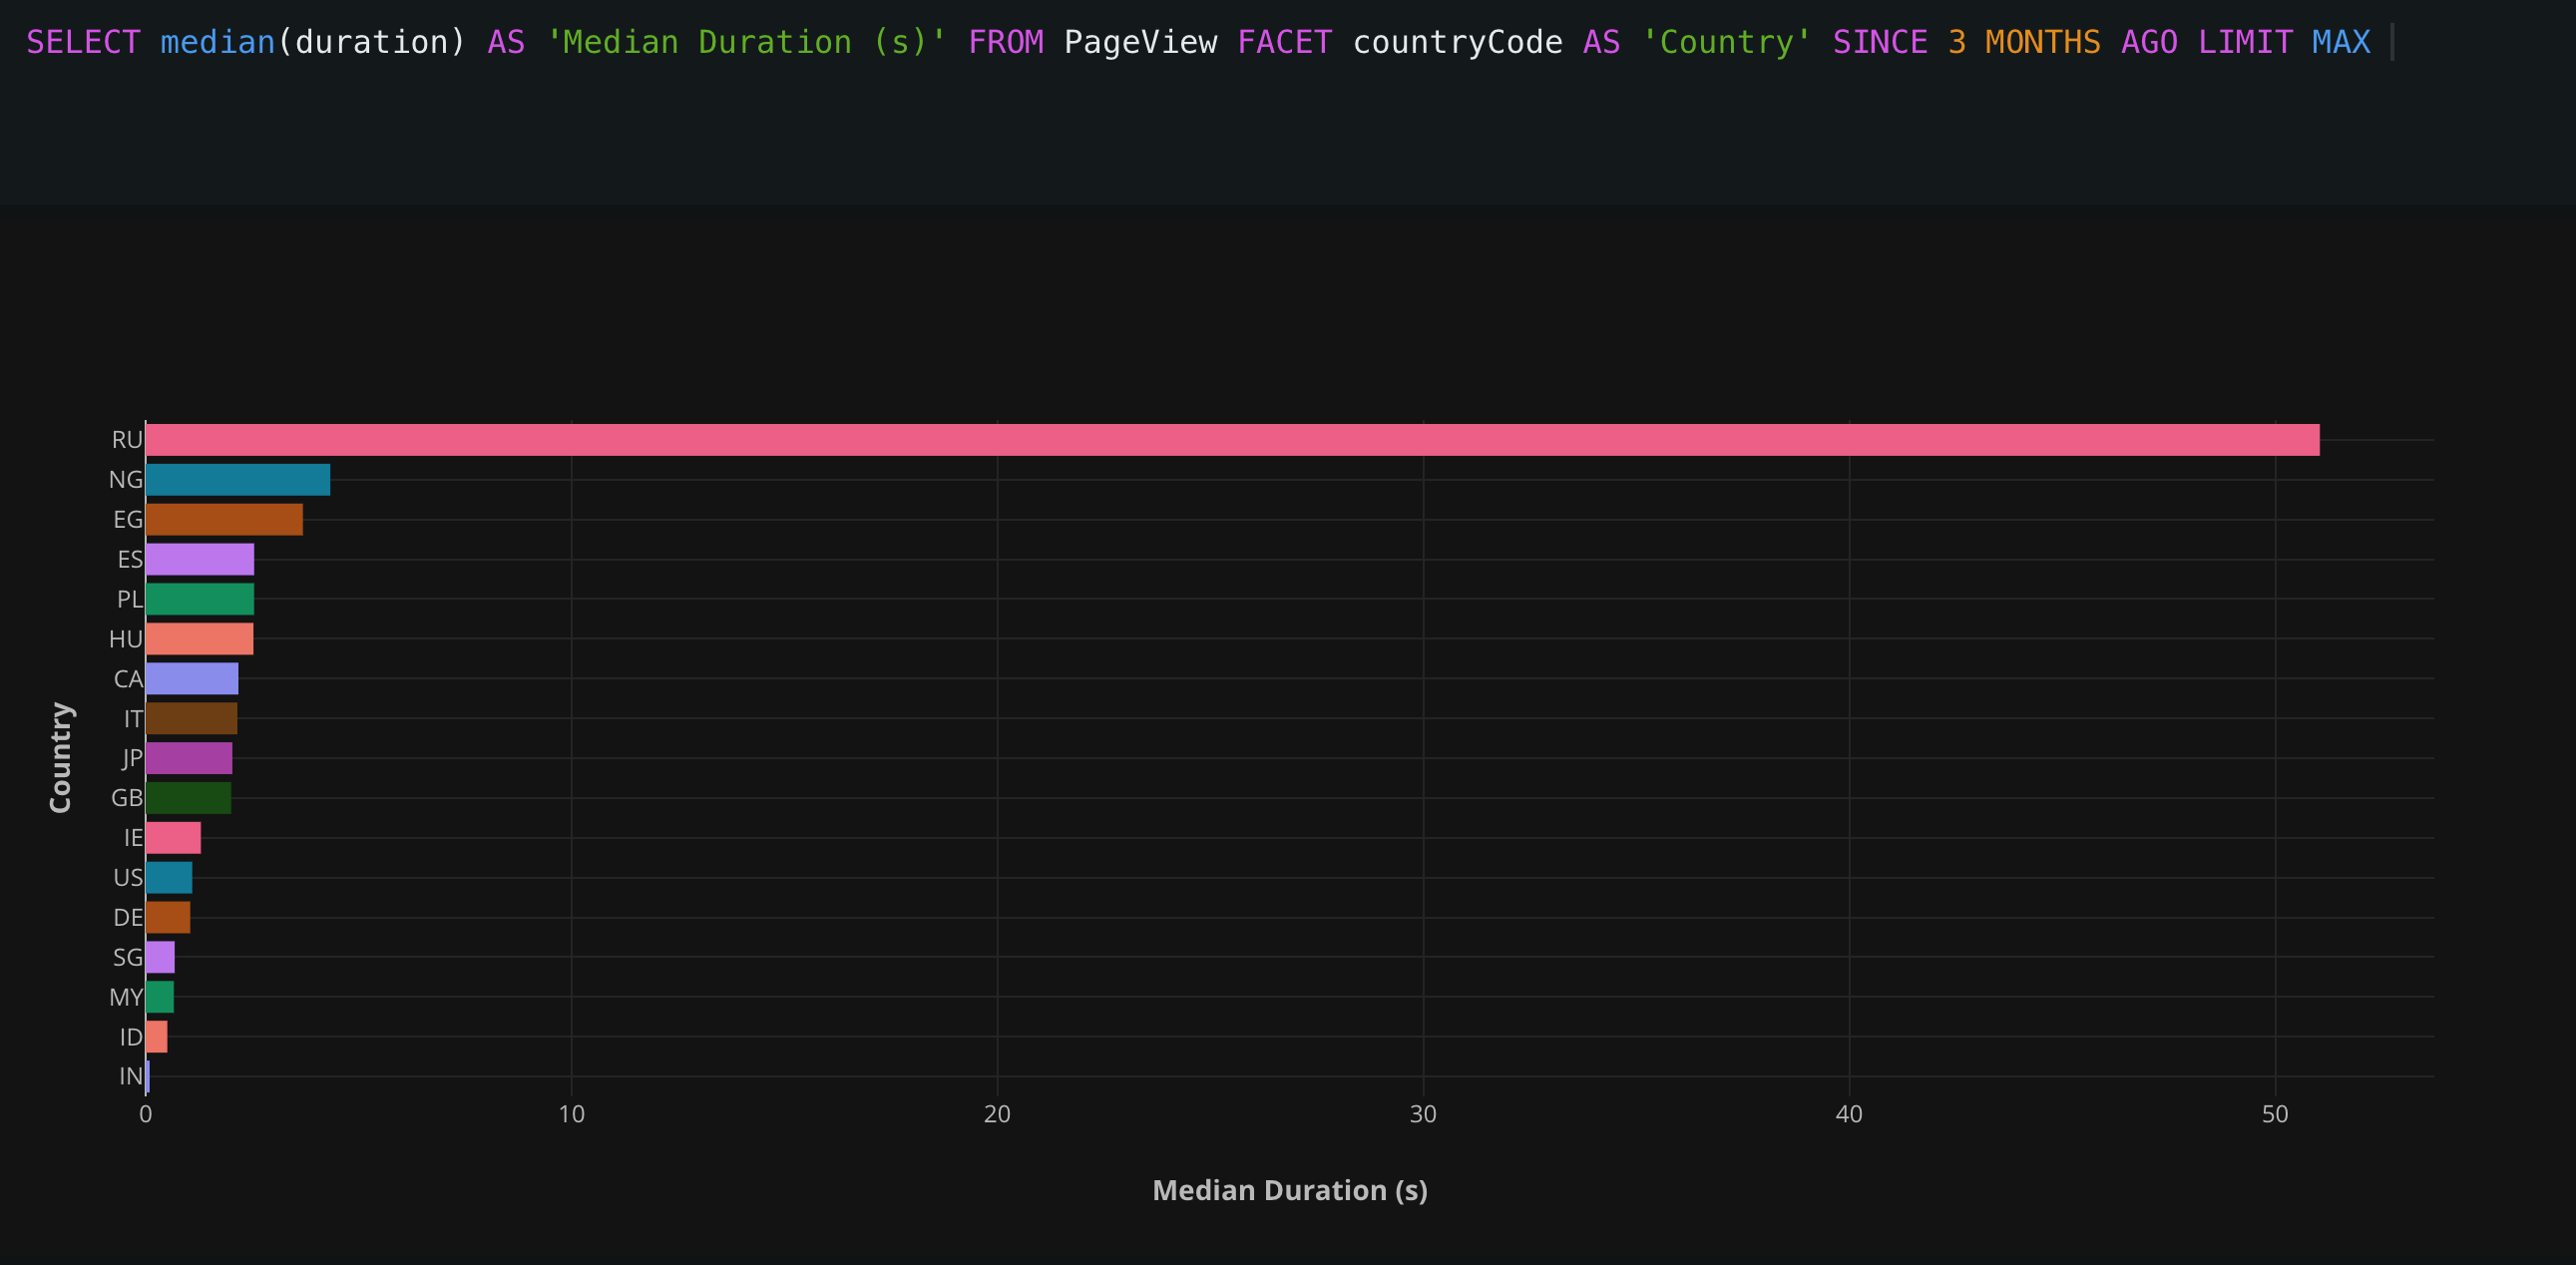 SELECT median(duration) AS 'Median Duration (s)' FROM PageView FACET countryCode AS 'Country' SINCE 3 MONTHS AGO LIMIT MAX
RU
NG
EG
ES
PL
HU
CA
IT
JP
GB
IE
US
DE
SG
MY
ID
IN
Country
0 10 20 30 40 50
Median Duration (s)